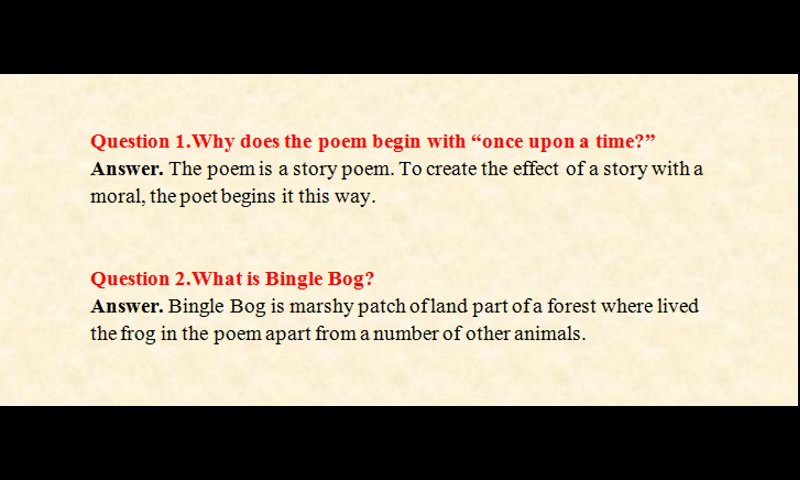 Question 1.Why does the poem begin with “once upon a time?”
Answer. The poem is a story poem. To create the effect of a story with a
moral, the poet begins it this way.
Question 2.What is Bingle Bog?
Answer. Bingle Bog is marshy patch of land part of a forest where lived
the frog in the poem apart from a number of other animals.